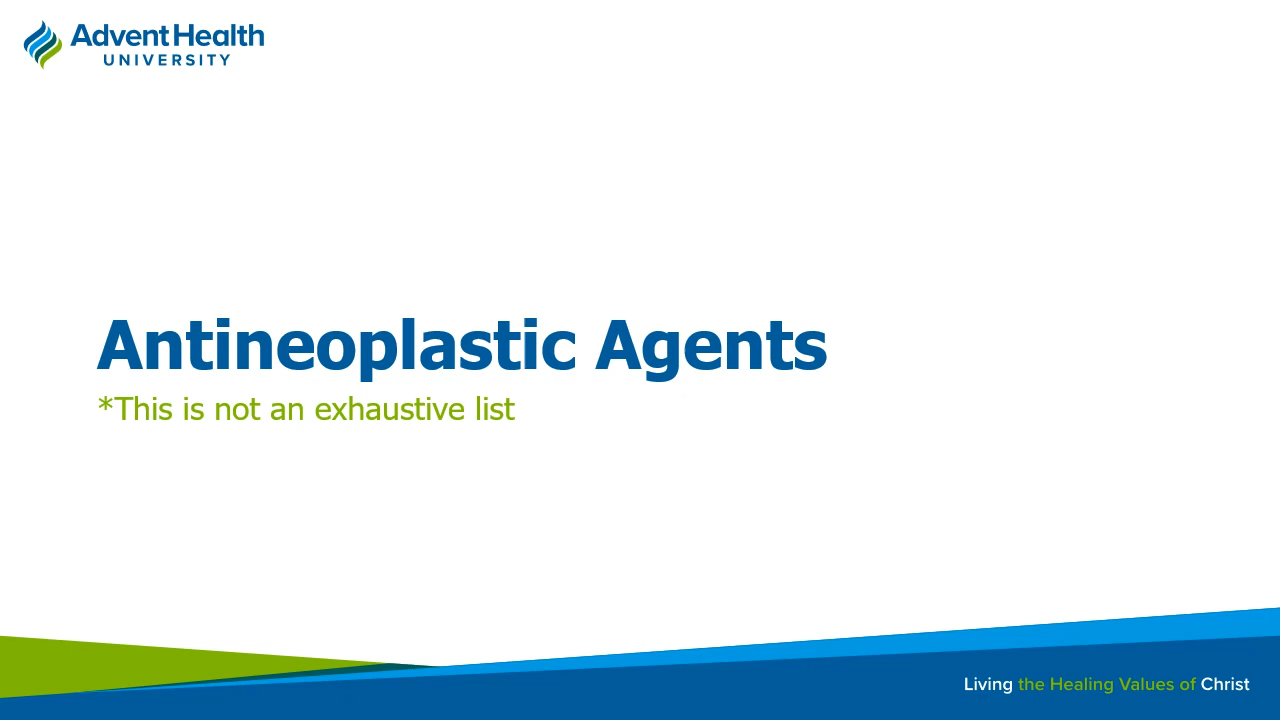 AdventHealth
UNIVERSITY
Antineoplastic Agents
*This is not an exhaustive list
Living the Healing Values of Christ